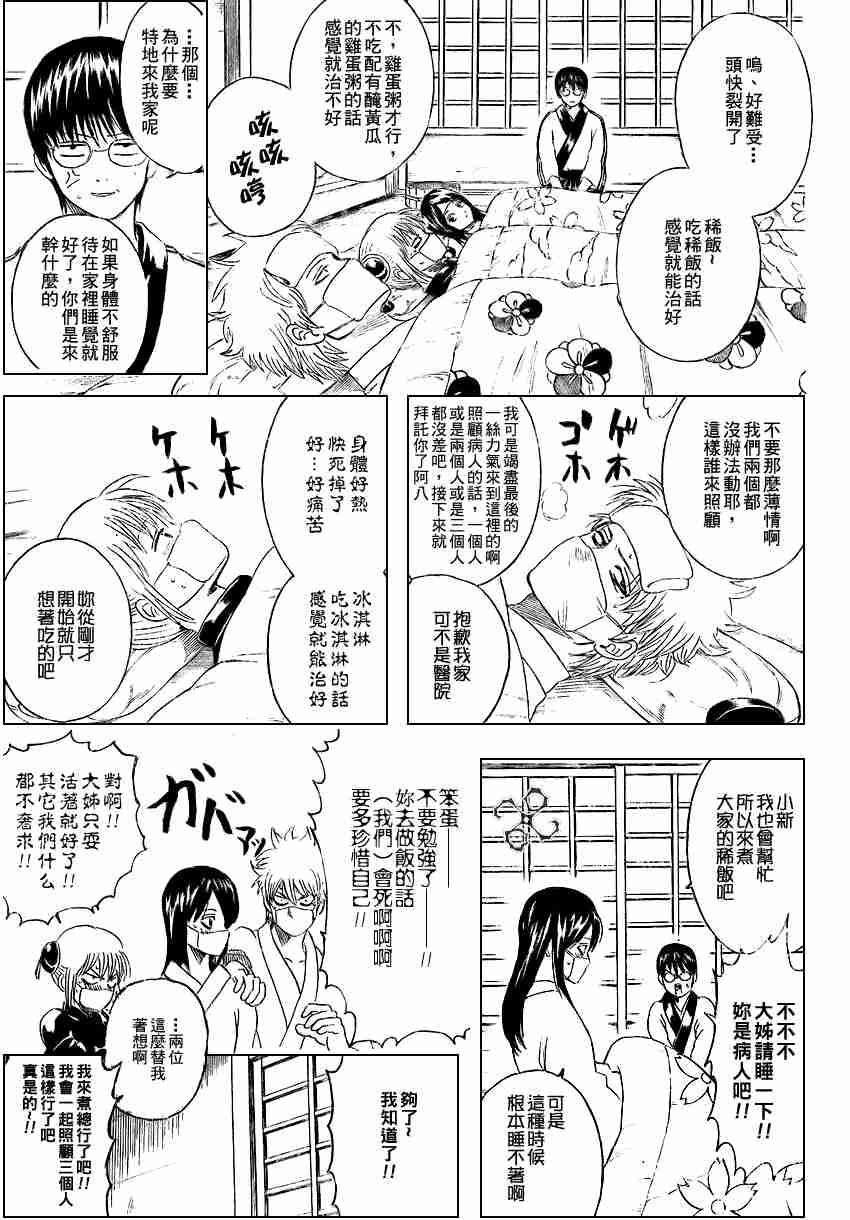 嗚、好難受…
頭快裂開了
稀飯~
吃稀飯的話
感覺就能治好
不，雞蛋粥才行，
不吃配有醃黃瓜
的雞蛋粥的話
感覺就治不好
咳
咳咳
哼
…那個…
為什麼要
特地來我家
呢
如果身體不舒服
待在家裡睡覺就
好了，你們是來
幹什麼的
不要那麼薄情啊
我們兩個都
沒辦法動耶，
這樣誰來照顧
ゲホ
ゴホ
我可是竭盡最後的
一絲力氣來到這裡的啊
照顧病人的話，一個人
或是兩個人或是三個人
都沒差吧，接下來就
拜託你了阿八
抱歉我家
可不是醫院
身體好熱
快死掉了
好…好痛苦
ケホ
ケホ
冰淇淋
吃冰淇淋的話
感覺就能治好
妳從剛才
開始就只
想著吃的吧
小新
我也會幫忙
所以來煮
大家的稀飯吧
不不不
大姊請睡一下!!
妳是病人吧!!
可是
這種時候
根本睡不著啊
笨蛋——
不要勉強了——!!
妳去做飯的話
（我們）會死啊啊啊
要多珍惜自己!!
ガバァッ
對啊!!
大姊只要
活著就好了!!
其它我們什么
都不奢求!!
…兩位
這麼替我
著想啊
夠了~
我知道了!!
我來煮總行了吧!!
我會一起照顧三個人
這樣行了吧
真是的~!!